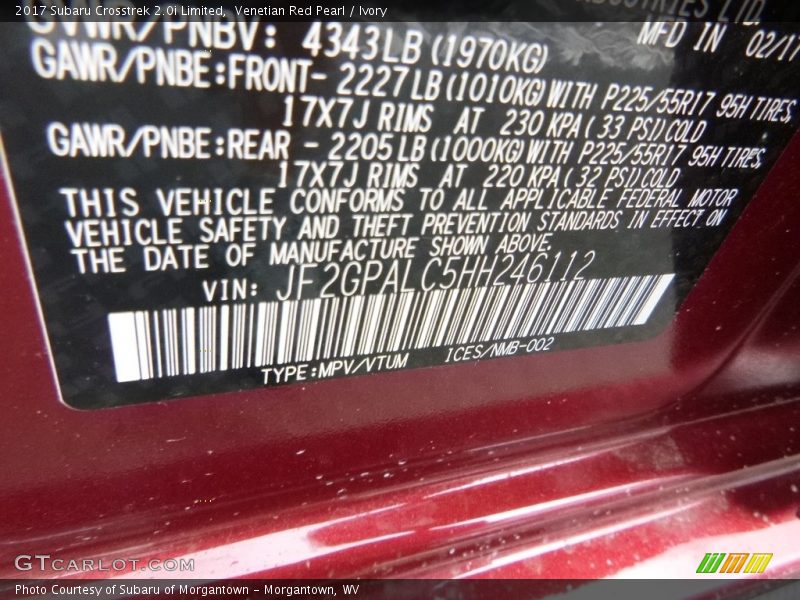 2017 Subaru Crosstrek 2.0i Limited, Venetian Red Pearl / Ivory
INDUSTRIES LTD.
MFD IN 02/17
GVWR/PNBV: 4343LB (1970KG)
GAWR/PNBE:FRONT- 2227 LB (1010KG) WITH P225/55R17 95H TIRES,
17X7J RIMS AT 230 KPA ( 33 PSI) COLD
GAWR/PNBE:REAR - 2205 LB (1000KG) WITH P225/55R17 95H TIRES,
17X7J RIMS AT 220 KPA ( 32 PSI) COLD
THIS VEHICLE CONFORMS TO ALL APPLICABLE FEDERAL MOTOR
VEHICLE SAFETY AND THEFT PREVENTION STANDARDS IN EFFECT ON
THE DATE OF MANUFACTURE SHOWN ABOVE.
VIN: JF2GPALC5HH246112
TYPE:MPV/VTUM ICES/NMB-002
GTCARLOT.COM
Photo Courtesy of Subaru of Morgantown - Morgantown, WV